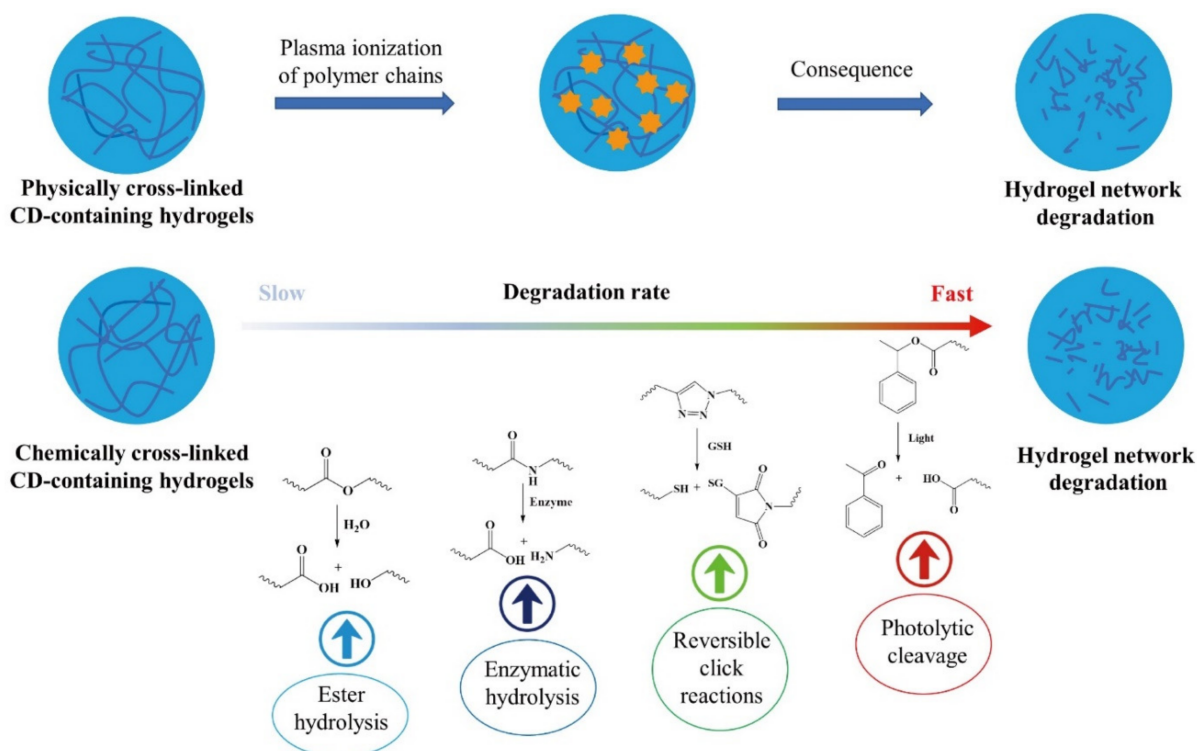 Plasma ionization
of polymer chains
Consequence
Physically cross-linked
CD-containing hydrogels
Hydrogel network
degradation
Slow
Degradation rate
Fast
Chemically cross-linked
CD-containing hydrogels
Hydrogel network
degradation
O
O
H₂O
O
OH
+
HO
O
N
H
Enzyme
O
OH
+
H₂N
N
N=N
GSH
SH
+
SG
O
N
O
O
O
Light
O
+
HO
O
Ester
hydrolysis
Enzymatic
hydrolysis
Reversible
click
reactions
Photolytic
cleavage